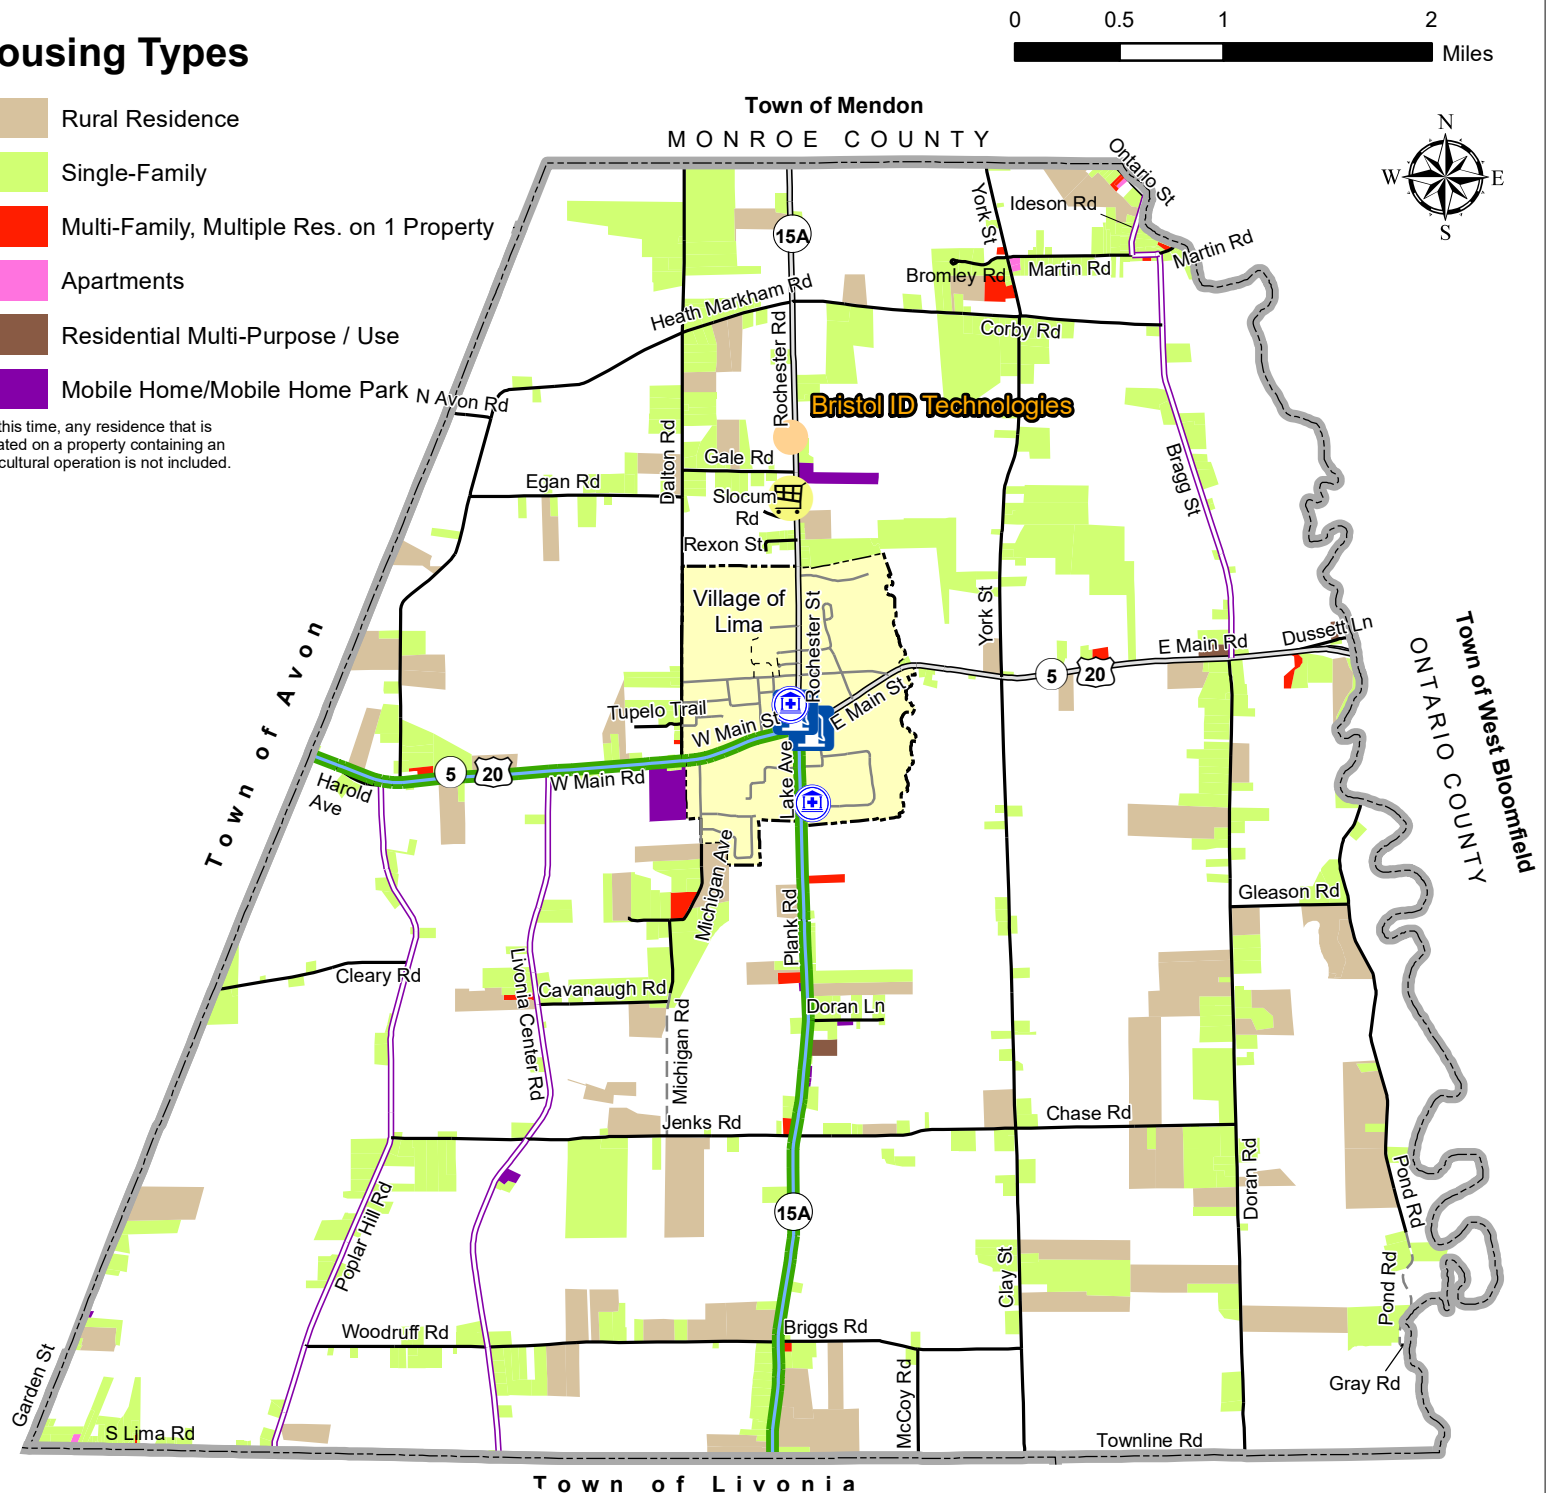 0 0.5 1 2
Miles
ousing Types
Rural Residence
Single-Family
Multi-Family, Multiple Res. on 1 Property
Apartments
Residential Multi-Purpose / Use
Mobile Home/Mobile Home Park
this time, any residence that is
ated on a property containing an
cultural operation is not included.
Town of Mendon
MONROE COUNTY
N
W E
S
Ontario St
Ideson Rd
York St
15A
Martin Rd
Bromley Rd
Martin Rd
Heath Markham Rd
Corby Rd
Rochester Rd
N Avon Rd
Bristol ID Technologies
Dalton Rd
Gale Rd
Bragg St
Egan Rd
Slocum
Rd
Rexon St
Village of
Lima
Rochester St
York St
E Main Rd
Dussett Ln
Town of Avon
Town of West Bloomfield
ONTARIO COUNTY
5
20
Tupelo Trail
W Main St
E Main St
5
20
W Main Rd
Lake Ave
Harold
Ave
Michigan Ave
Gleason Rd
Plank Rd
Cleary Rd
Livonia Center Rd
Cavanaugh Rd
Doran Ln
Michigan Rd
Jenks Rd
Chase Rd
Doran Rd
Pond Rd
Poplar Hill Rd
15A
Clay St
Pond Rd
Woodruff Rd
Briggs Rd
Garden St
McCoy Rd
Gray Rd
S Lima Rd
Townline Rd
Town of Livonia